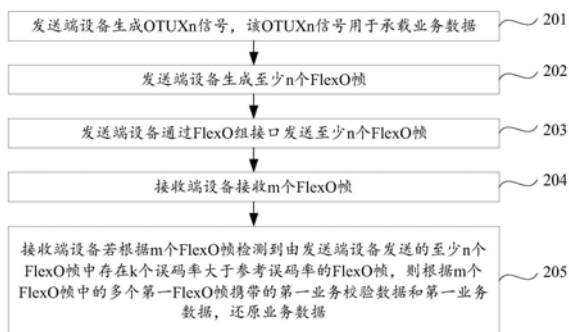 发送端设备生成OTUXn信号，该OTUXn信号用于承载业务数据
201
发送端设备生成至少n个FlexO帧
202
发送端设备通过FlexO组接口发送至少n个FlexO帧
203
接收端设备接收m个FlexO帧
204
接收端设备若根据m个FlexO帧检测到由发送端设备发送的至少n个
FlexO帧中存在k个误码率大于参考误码率的FlexO帧，则根据m个
FlexO帧中的多个第一FlexO帧携带的第一业务校验数据和第一业务
数据，还原业务数据
205